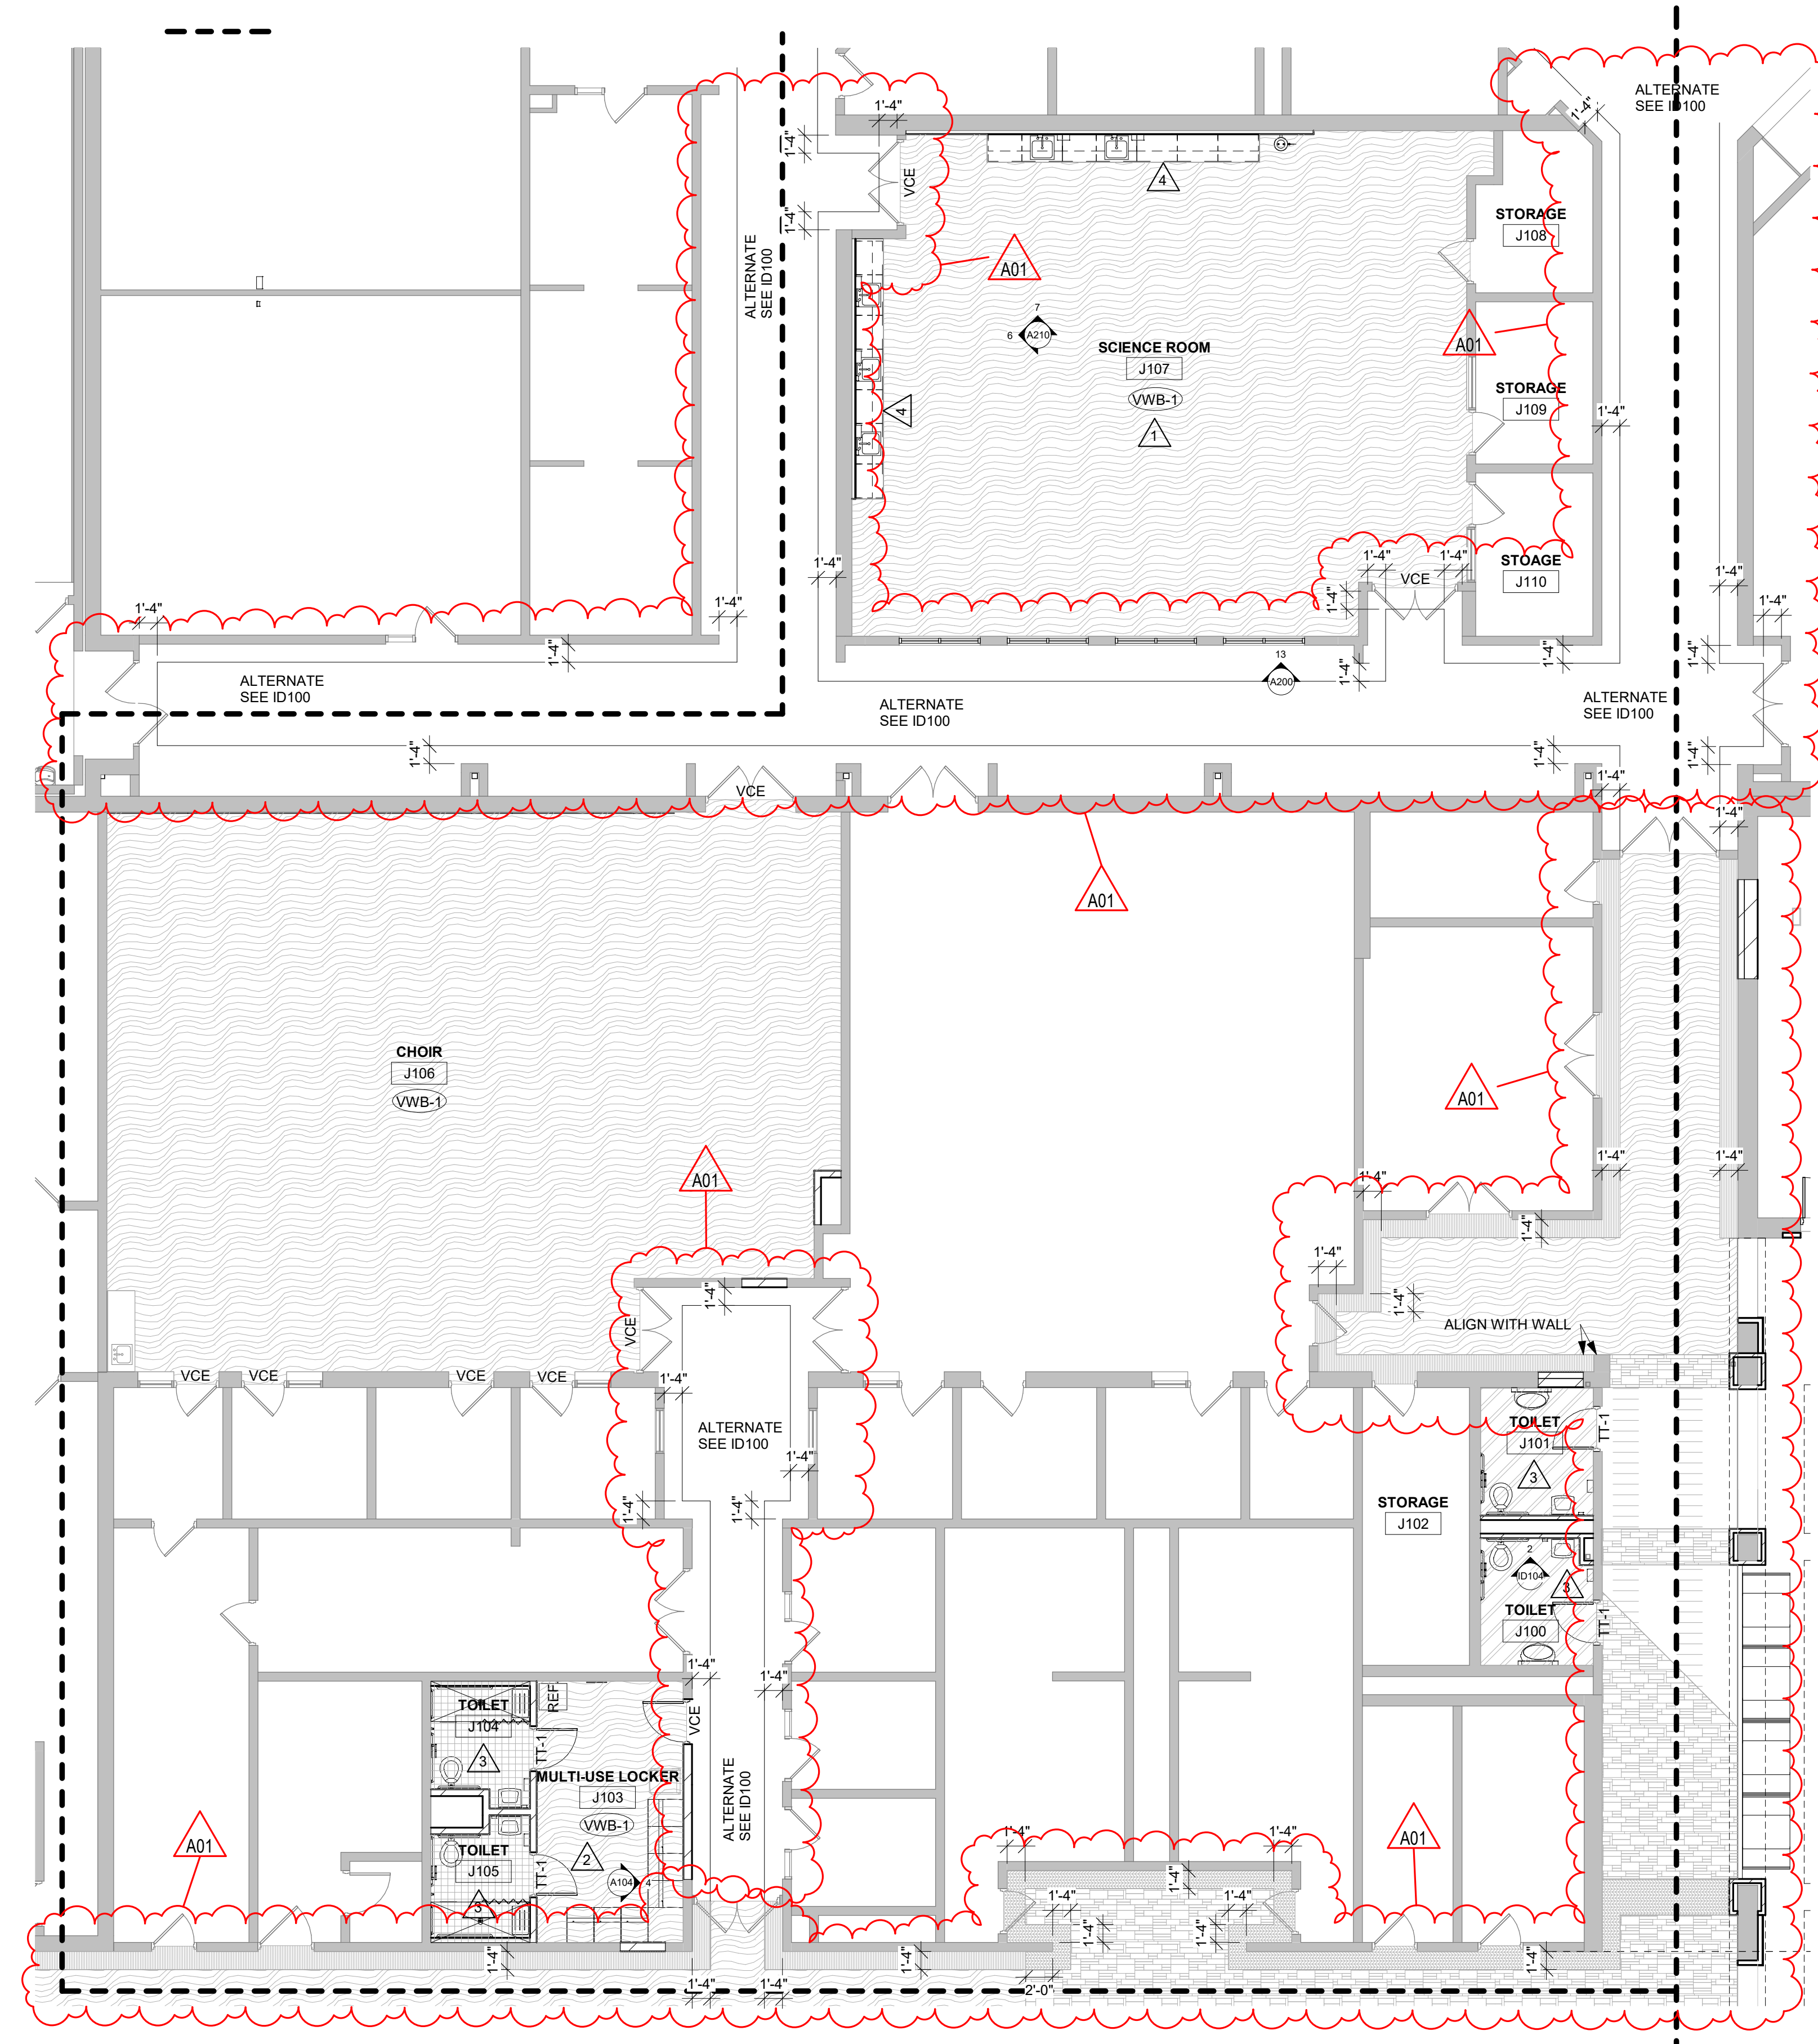 ALTERNATE
SEE ID100
1'-4"
1'-4"
1'-4"
1'-4"
VCE
4
STORAGE
J108
A01
ALTERNATE
SEE ID100
7
6
A210
SCIENCE ROOM
J107
VWB-1
1
4
A01
STORAGE
J109
1'-4"
STOAGE
J110
1'-4"
1'-4"
1'-4"
VCE
1'-4"
1'-4"
1'-4"
1'-4"
1'-4"
1'-4"
1'-4"
1'-4"
1'-4"
13
A200
ALTERNATE
SEE ID100
ALTERNATE
SEE ID100
ALTERNATE
SEE ID100
1'-4"
1'-4"
1'-4"
1'-4"
VCE
1'-4"
A01
CHOIR
J106
VWB-1
A01
A01
1'-4"
1'-4"
1'-4"
1'-4"
1'-4"
1'-4"
1'-4"
VCE
ALIGN WITH WALL
VCE
VCE
VCE
VCE
1'-4"
ALTERNATE
SEE ID100
1'-4"
1'-4"
1'-4"
TOILET
J101
TT-1
3
STORAGE
J102
2
ID104
3
TOILET
J100
TT-1
1'-4"
1'-4"
REF.
VCE
TOILET
J104
3
TT-1
MULTI-USE LOCKER
J103
VWB-1
2
ALTERNATE
SEE ID100
A01
TOILET
J105
TT-1
3
A104
4
1'-4"
1'-4"
A01
1'-4"
1'-4"
1'-4"
1'-4"
1'-4"
1'-4"
1'-4"
1'-4"
1'-4"
1'-4"
2'-0"